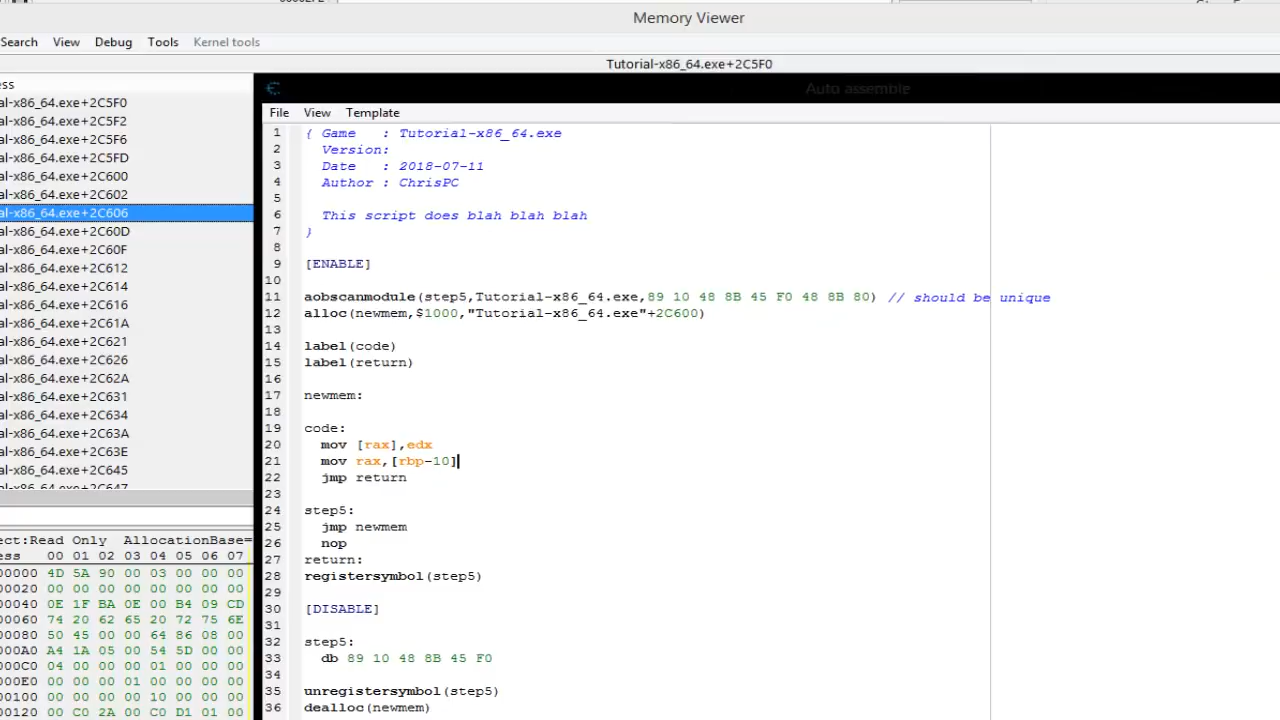 Memory Viewer
Search View Debug Tools Kernel tools
Tutorial-x86_64.exe+2C5F0
ess
al-x86_64.exe+2C5F0
al-x86_64.exe+2C5F2
al-x86_64.exe+2C5F6
al-x86_64.exe+2C5FD
al-x86_64.exe+2C600
al-x86_64.exe+2C602
al-x86_64.exe+2C606
al-x86_64.exe+2C60D
al-x86_64.exe+2C60F
al-x86_64.exe+2C612
al-x86_64.exe+2C614
al-x86_64.exe+2C616
al-x86_64.exe+2C61A
al-x86_64.exe+2C621
al-x86_64.exe+2C626
al-x86_64.exe+2C62A
al-x86_64.exe+2C631
al-x86_64.exe+2C634
al-x86_64.exe+2C63A
al-x86_64.exe+2C63E
al-x86_64.exe+2C645
al-x86_64.exe+2C647
ect:Read Only AllocationBase=
ess 00 01 02 03 04 05 06 07
00000 4D 5A 90 00 03 00 00 00
00020 00 00 00 00 00 00 00 00
00040 0E 1F BA 0E 00 B4 09 CD
00060 74 20 62 65 20 72 75 6E
00080 50 45 00 00 64 86 08 00
000A0 A4 1A 05 00 54 5D 00 00
000C0 04 00 00 00 01 00 00 00
000E0 00 00 00 01 00 00 00
00100 00 00 00 00 10 00 00 00
00120 00 C0 2A 00 C0 D1 01 00
Auto assemble
File View Template
1 { Game : Tutorial-x86_64.exe
2 Version:
3 Date : 2018-07-11
4 Author : ChrisPC
5
6 This script does blah blah blah
7 }
8
9 [ENABLE]
10
11 aobscanmodule(step5,Tutorial-x86_64.exe,89 10 48 8B 45 F0 48 8B 80) // should be unique
12 alloc(newmem,$1000,"Tutorial-x86_64.exe"+2C600)
13
14 label(code)
15 label(return)
16
17 newmem:
18
19 code:
20 mov [rax],edx
21 mov rax,[rbp-10]
22 jmp return
23
24 step5:
25 jmp newmem
26 nop
27 return:
28 registersymbol(step5)
29
30 [DISABLE]
31
32 step5:
33 db 89 10 48 8B 45 F0
34
35 unregistersymbol(step5)
36 dealloc(newmem)